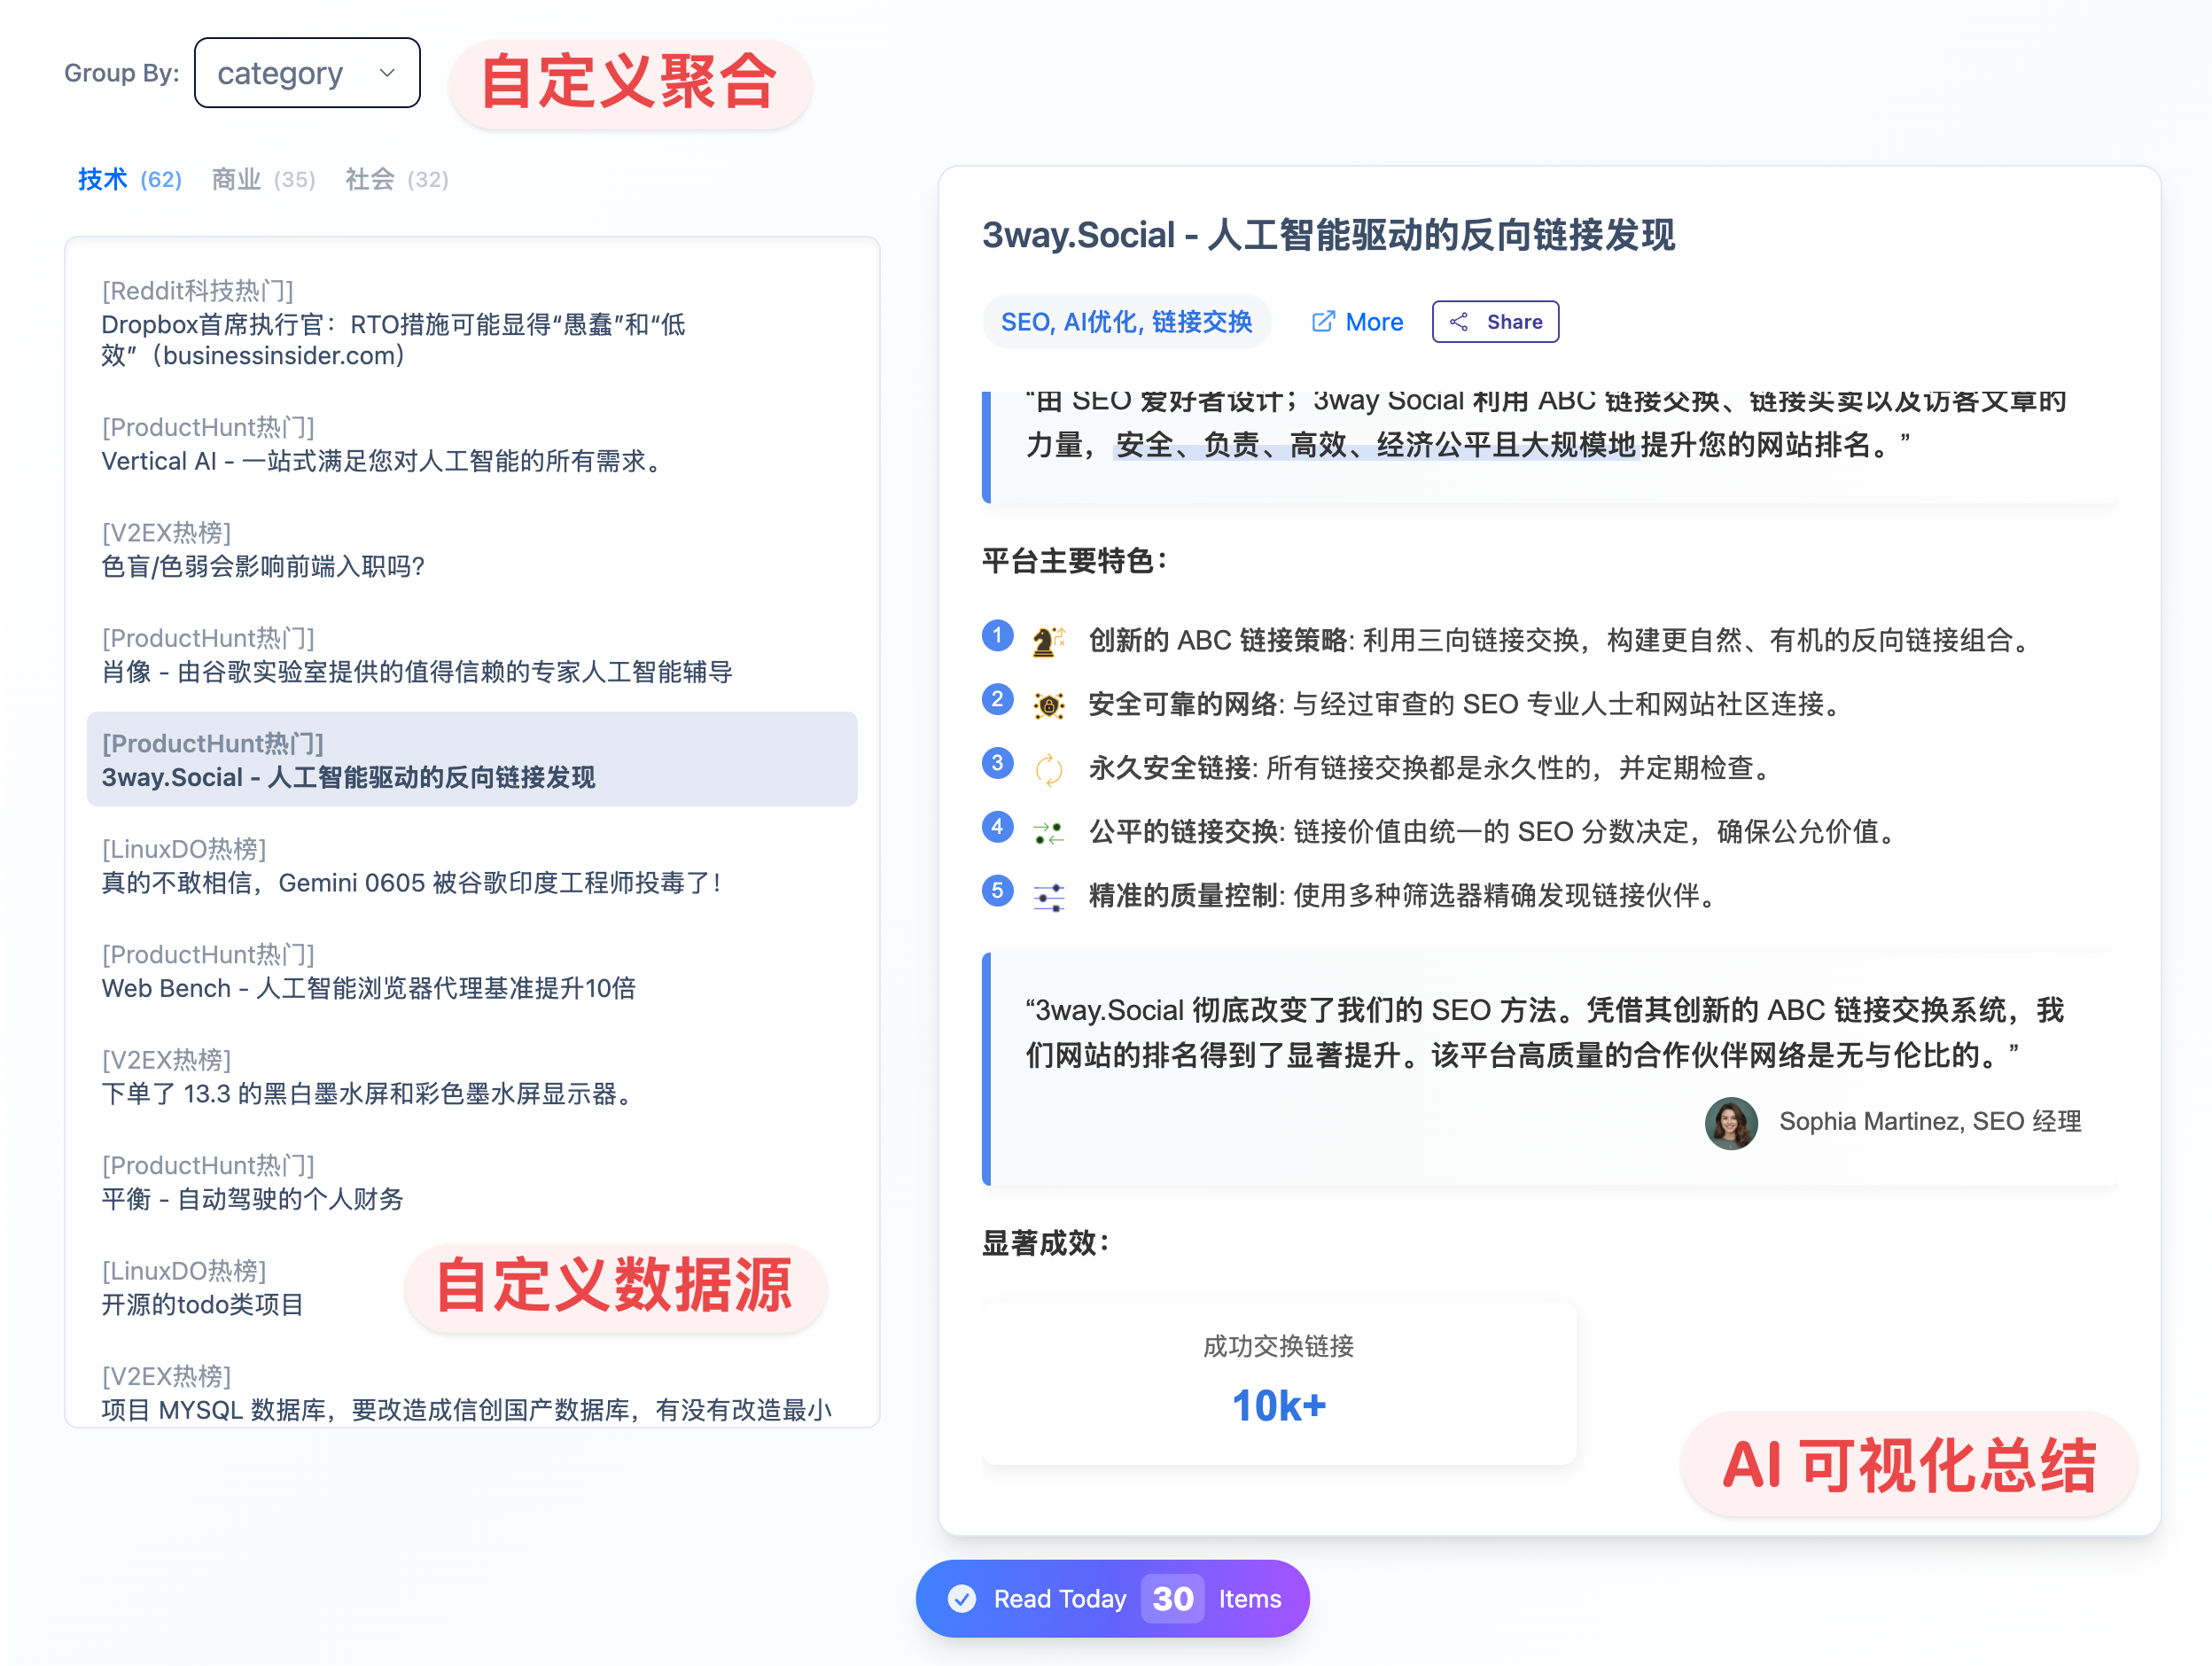 Group By:
category
自定义聚合
技术 (62)
商业 (35)
社会 (32)
[Reddit科技热门]
Dropbox首席执行官：RTO措施可能显得“愚蠢”和“低
效”（businessinsider.com）
[ProductHunt热门]
Vertical AI - 一站式满足您对人工智能的所有需求。
[V2EX热榜]
色盲/色弱会影响前端入职吗?
[ProductHunt热门]
肖像 - 由谷歌实验室提供的值得信赖的专家人工智能辅导
[ProductHunt热门]
3way.Social - 人工智能驱动的反向链接发现
[LinuxDO热榜]
真的不敢相信，Gemini 0605 被谷歌印度工程师投毒了！
[ProductHunt热门]
Web Bench - 人工智能浏览器代理基准提升10倍
[V2EX热榜]
下单了 13.3 的黑白墨水屏和彩色墨水屏显示器。
[ProductHunt热门]
平衡 - 自动驾驶的个人财务
[LinuxDO热榜]
开源的todo类项目
自定义数据源
[V2EX热榜]
项目 MYSQL 数据库，要改造成信创国产数据库，有没有改造最小
3way.Social - 人工智能驱动的反向链接发现
SEO, AI优化, 链接交换
More
Share
“由 SEO 爱好者设计；3way Social 利用 ABC 链接交换、链接买卖以及访客文章的
力量，安全、负责、高效、经济公平且大规模地提升您的网站排名。”
平台主要特色：
1 创新的 ABC 链接策略: 利用三向链接交换，构建更自然、有机的反向链接组合。
2 安全可靠的网络: 与经过审查的 SEO 专业人士和网站社区连接。
3 永久安全链接: 所有链接交换都是永久性的，并定期检查。
4 公平的链接交换: 链接价值由统一的 SEO 分数决定，确保公允价值。
5 精准的质量控制: 使用多种筛选器精确发现链接伙伴。
“3way.Social 彻底改变了我们的 SEO 方法。凭借其创新的 ABC 链接交换系统，我
们网站的排名得到了显著提升。该平台高质量的合作伙伴网络是无与伦比的。”
Sophia Martinez, SEO 经理
显著成效：
成功交换链接
10k+
AI 可视化总结
Read Today 30 Items